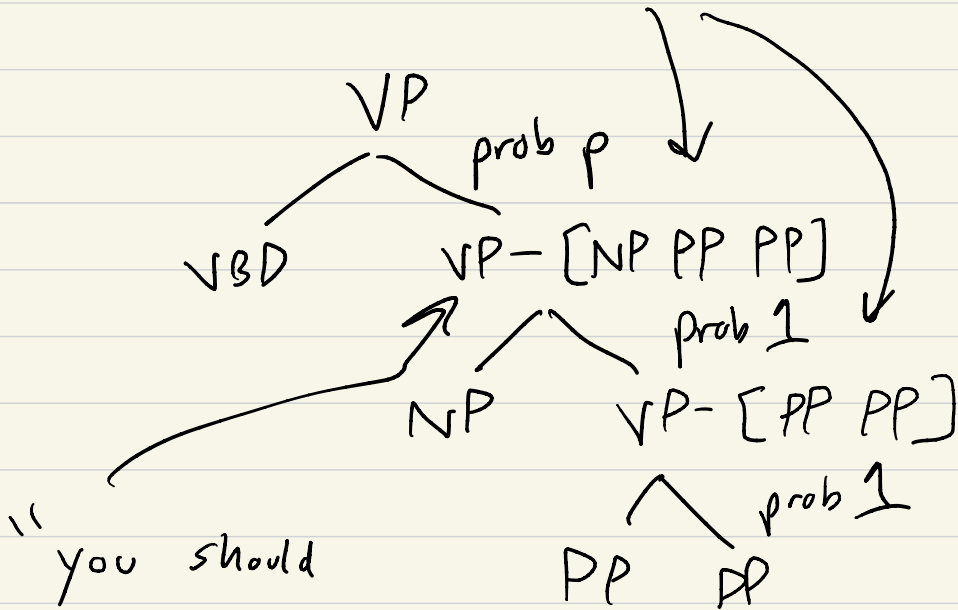 VP
prob p
VBD VP-[NP PP PP]
prob 1
NP VP-[PP PP]
prob 1
"you should PP PP